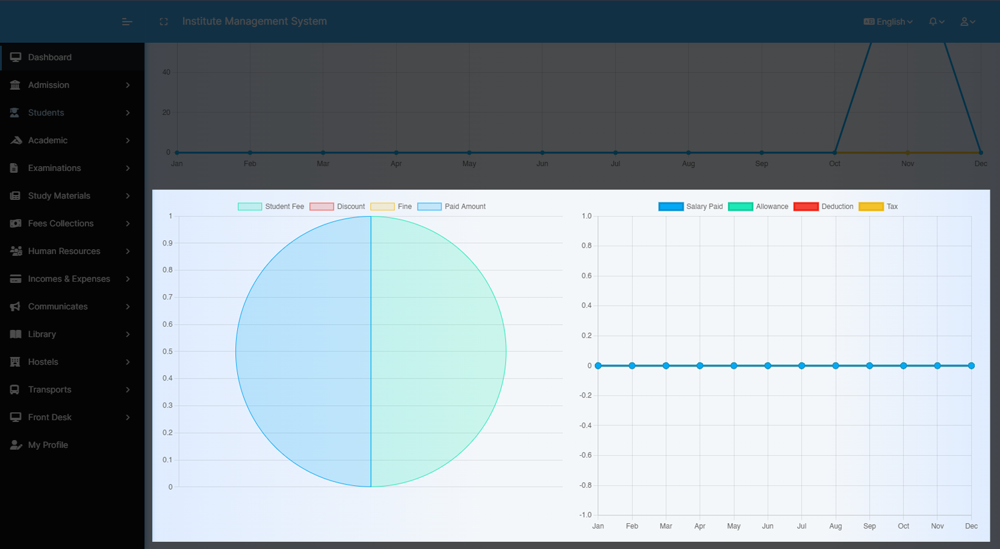 Institute Management System
English
Dashboard
Admission
Students
Academic
Examinations
Study Materials
Fees Collections
Human Resources
Incomes & Expenses
Communicates
Library
Hostels
Transports
Front Desk
My Profile
40
20
0
Jan Feb Mar Apr May Jun Jul Aug Sep Oct Nov Dec
Student Fee Discount Fine Paid Amount
1
0.9
0.8
0.7
0.6
0.5
0.4
0.3
0.2
0.1
0
Salary Paid Allowance Deduction Tax
1.0
0.8
0.6
0.4
0.2
0
-0.2
-0.4
-0.6
-0.8
-1.0
Jan Feb Mar Apr May Jun Jul Aug Sep Oct Nov Dec